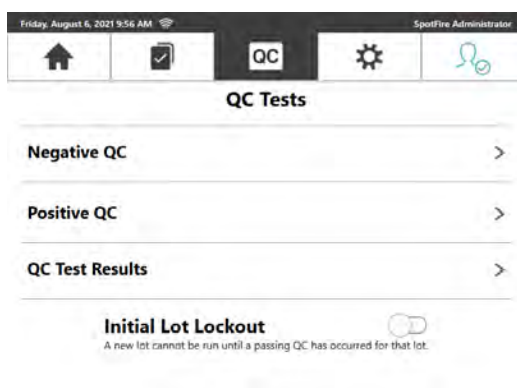 Friday, August 6, 2021 9:56 AM
SpotFire Administrator
QC
QC Tests
Negative QC
Positive QC
QC Test Results
Initial Lot Lockout
A new lot cannot be run until a passing QC has occurred for that lot.